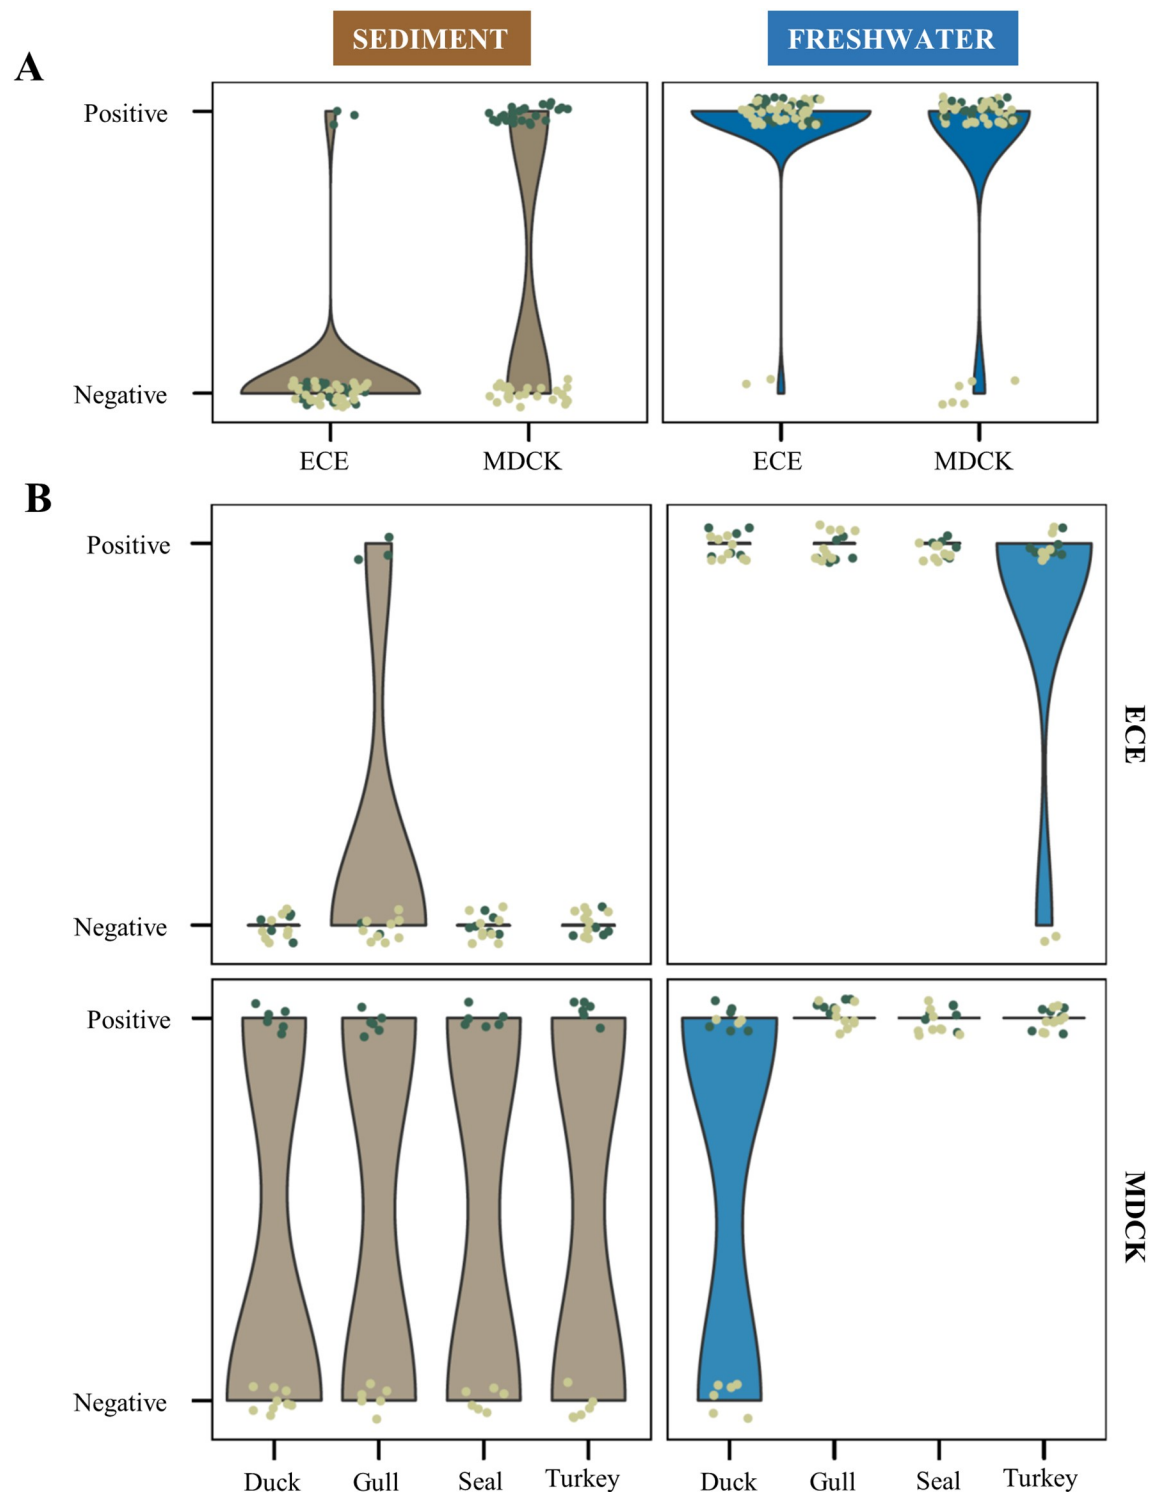 SEDIMENT FRESHWATER
A
Positive
Negative
ECE MDCK ECE MDCK
B
Positive
Negative
ECE
Positive
Negative
MDCK
Duck Gull Seal Turkey Duck Gull Seal Turkey